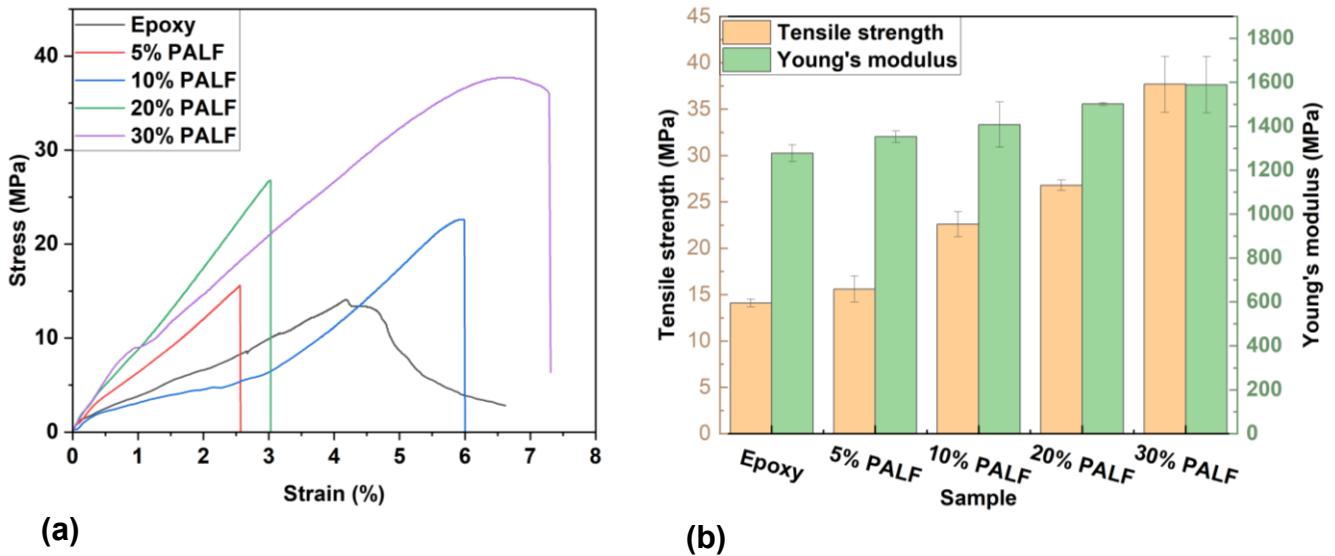 Epoxy
5% PALF
10% PALF
20% PALF
30% PALF
40
30
20
10
0
Stress (MPa)
0 1 2 3 4 5 6 7 8
Strain (%)
(a)
Tensile strength
Young's modulus
45
40
35
30
25
20
15
10
5
0
Tensile strength (MPa)
1800
1600
1400
1200
1000
800
600
400
200
0
Young's modulus (MPa)
Epoxy 5% PALF 10% PALF 20% PALF 30% PALF
Sample
(b)